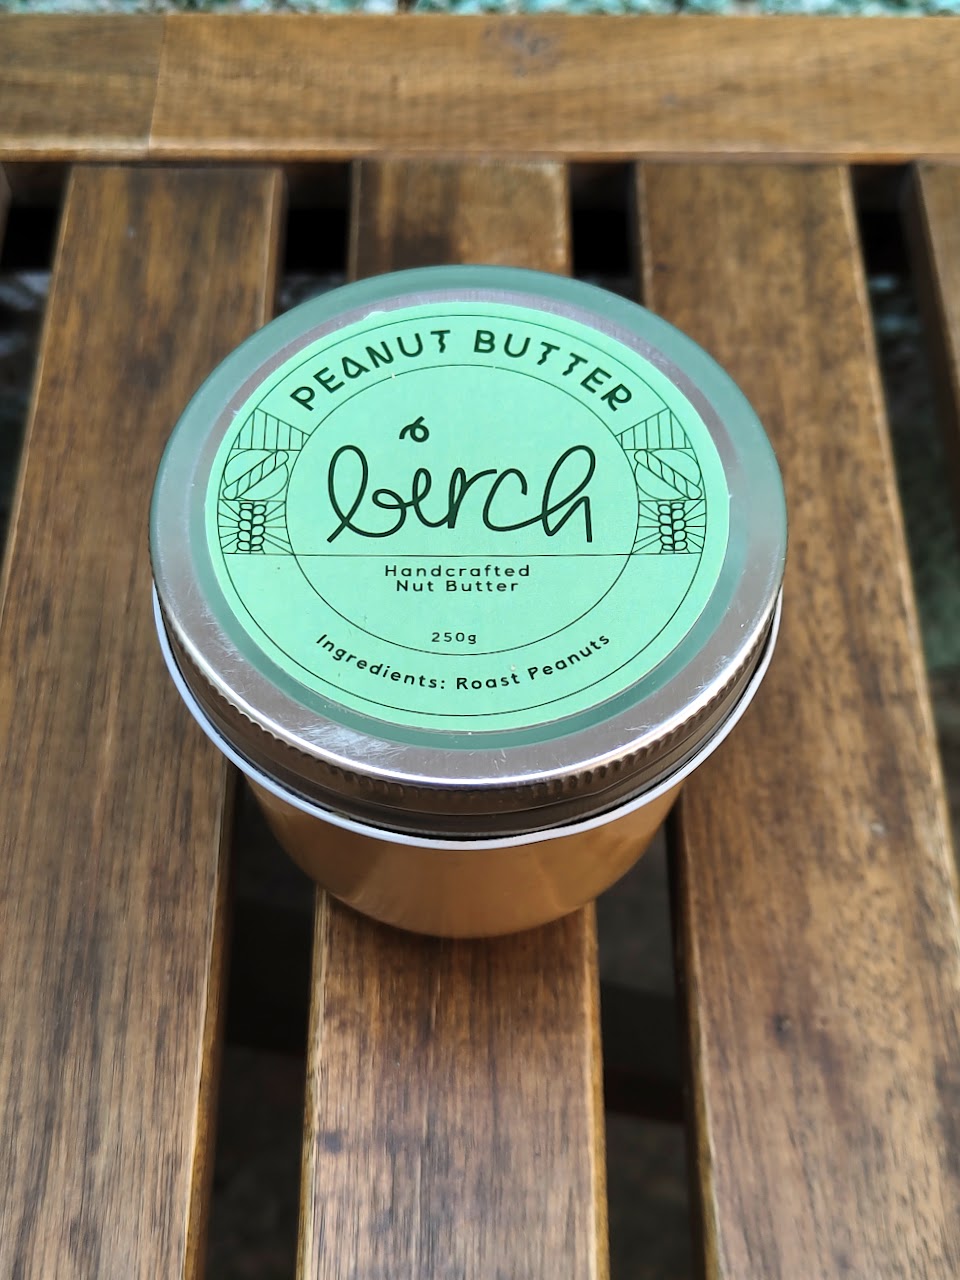 PEANUT BUTTER
birch
Handcrafted
Nut Butter
250g
Ingredients: Roast Peanuts